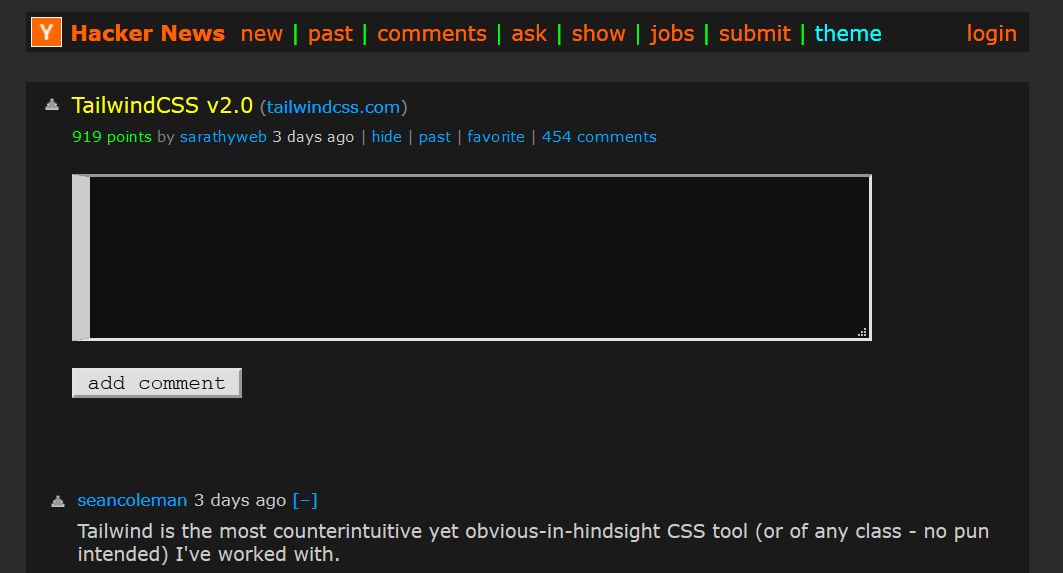 Y Hacker News new | past | comments | ask | show | jobs | submit | theme login
TailwindCSS v2.0 (tailwindcss.com)
919 points by sarathyweb 3 days ago | hide | past | favorite | 454 comments
add comment
seancoleman 3 days ago [–]
Tailwind is the most counterintuitive yet obvious-in-hindsight CSS tool (or of any class - no pun
intended) I've worked with.